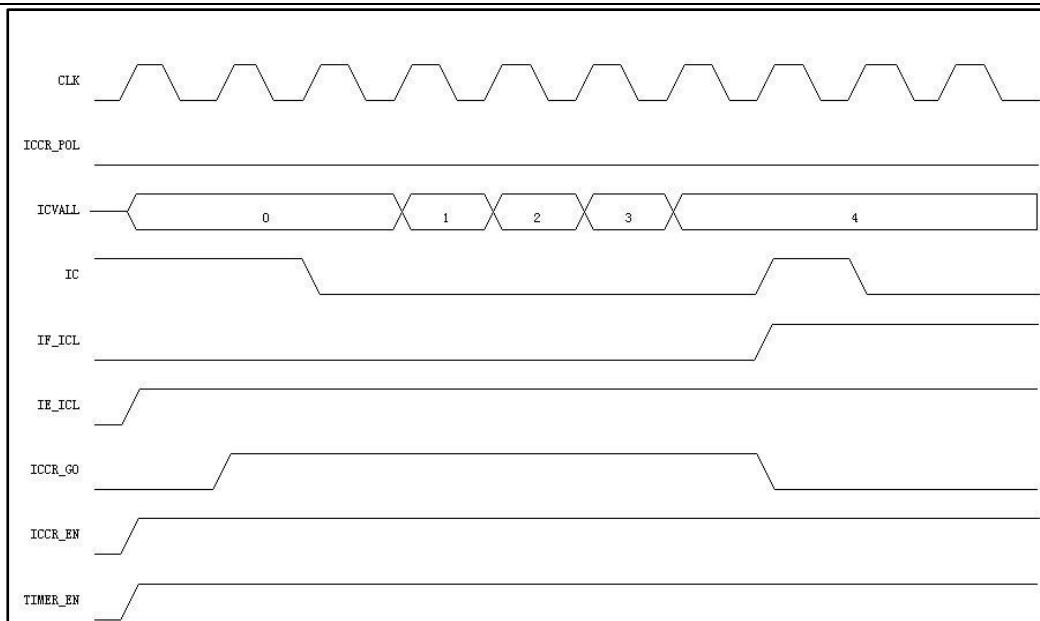 CLK
ICCR_POL
ICVALL 0 1 2 3 4
IC
IF_ICL
IE_ICL
ICCR_GO
ICCR_EN
TIMER_EN